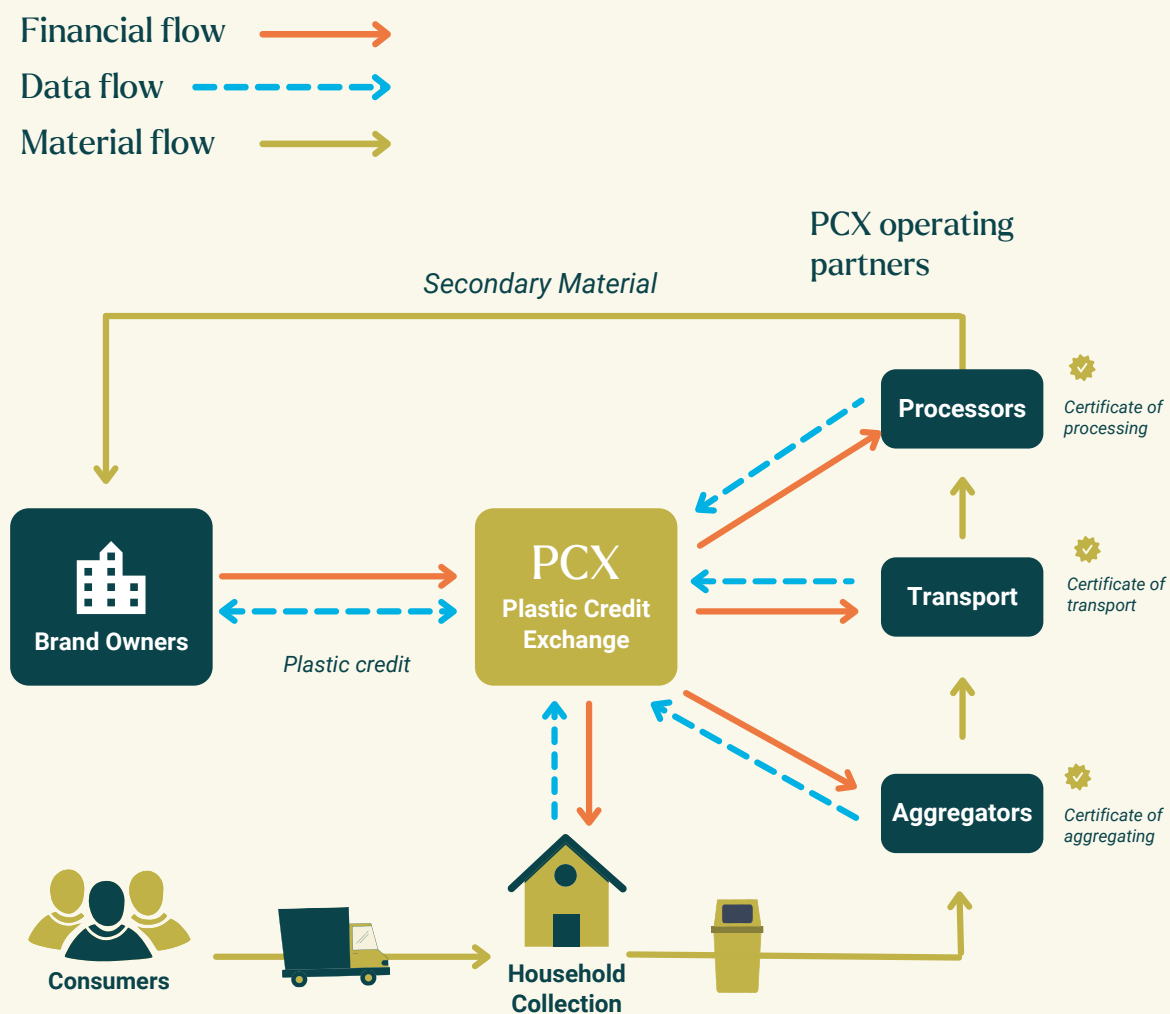 Financial flow
Data flow
Material flow
PCX operating
partners
Secondary Material
Processors
Certificate of
processing
Brand Owners
Plastic credit
PCX
Plastic Credit
Exchange
Transport
Certificate of
transport
Aggregators
Certificate of
aggregating
Consumers
Household
Collection